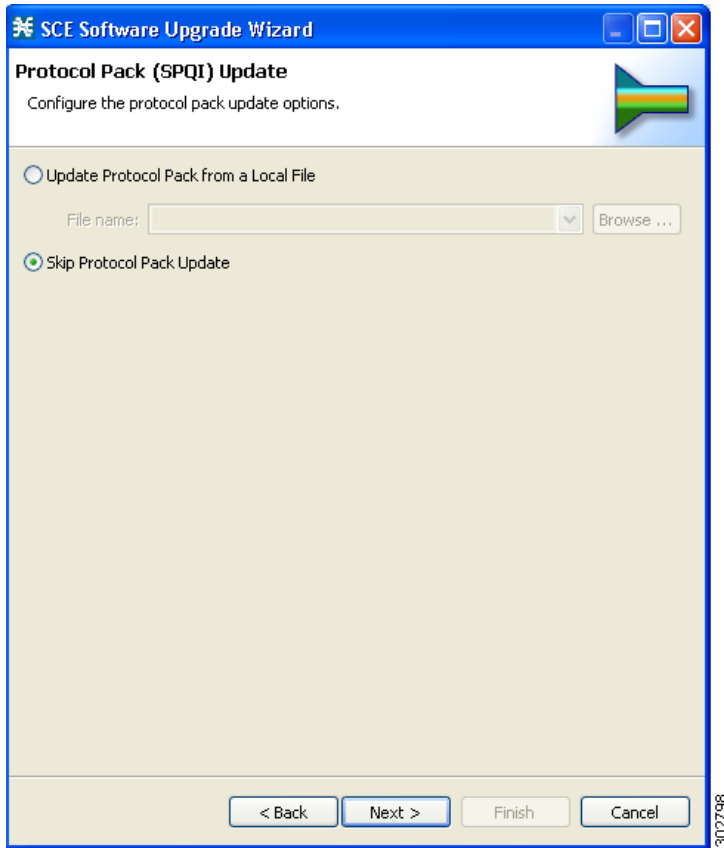 SCE Software Upgrade Wizard
Protocol Pack (SPQI) Update
Configure the protocol pack update options.
Update Protocol Pack from a Local File
File name:
Browse ...
Skip Protocol Pack Update
< Back
Next >
Finish
Cancel
302798